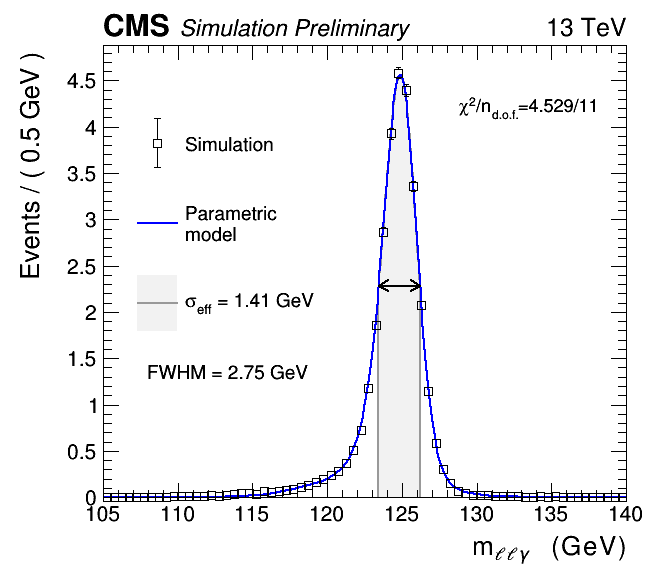 CMS Simulation Preliminary 13 TeV
Events / ( 0.5 GeV )
χ²/n_d.o.f.=4.529/11
Simulation
Parametric
model
σ_eff = 1.41 GeV
FWHM = 2.75 GeV
4.5
4
3.5
3
2.5
2
1.5
1
0.5
0
105 110 115 120 125 130 135 140
m_ℓℓγ (GeV)